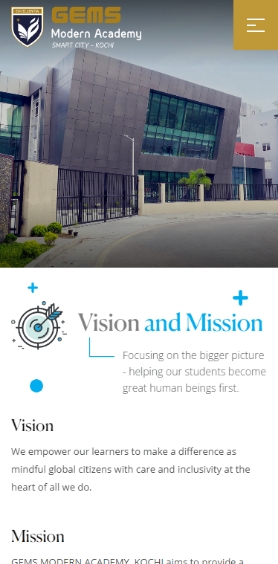 EXCELLENTIA
GEMS
Modern Academy
SMART CITY - KOCHI
Vision and Mission
Focusing on the bigger picture
- helping our students become
great human beings first.
Vision
We empower our learners to make a difference as
mindful global citizens with care and inclusivity at the
heart of all we do.
Mission
GEMS MODERN ACADEMY, KOCHI aims to provide a